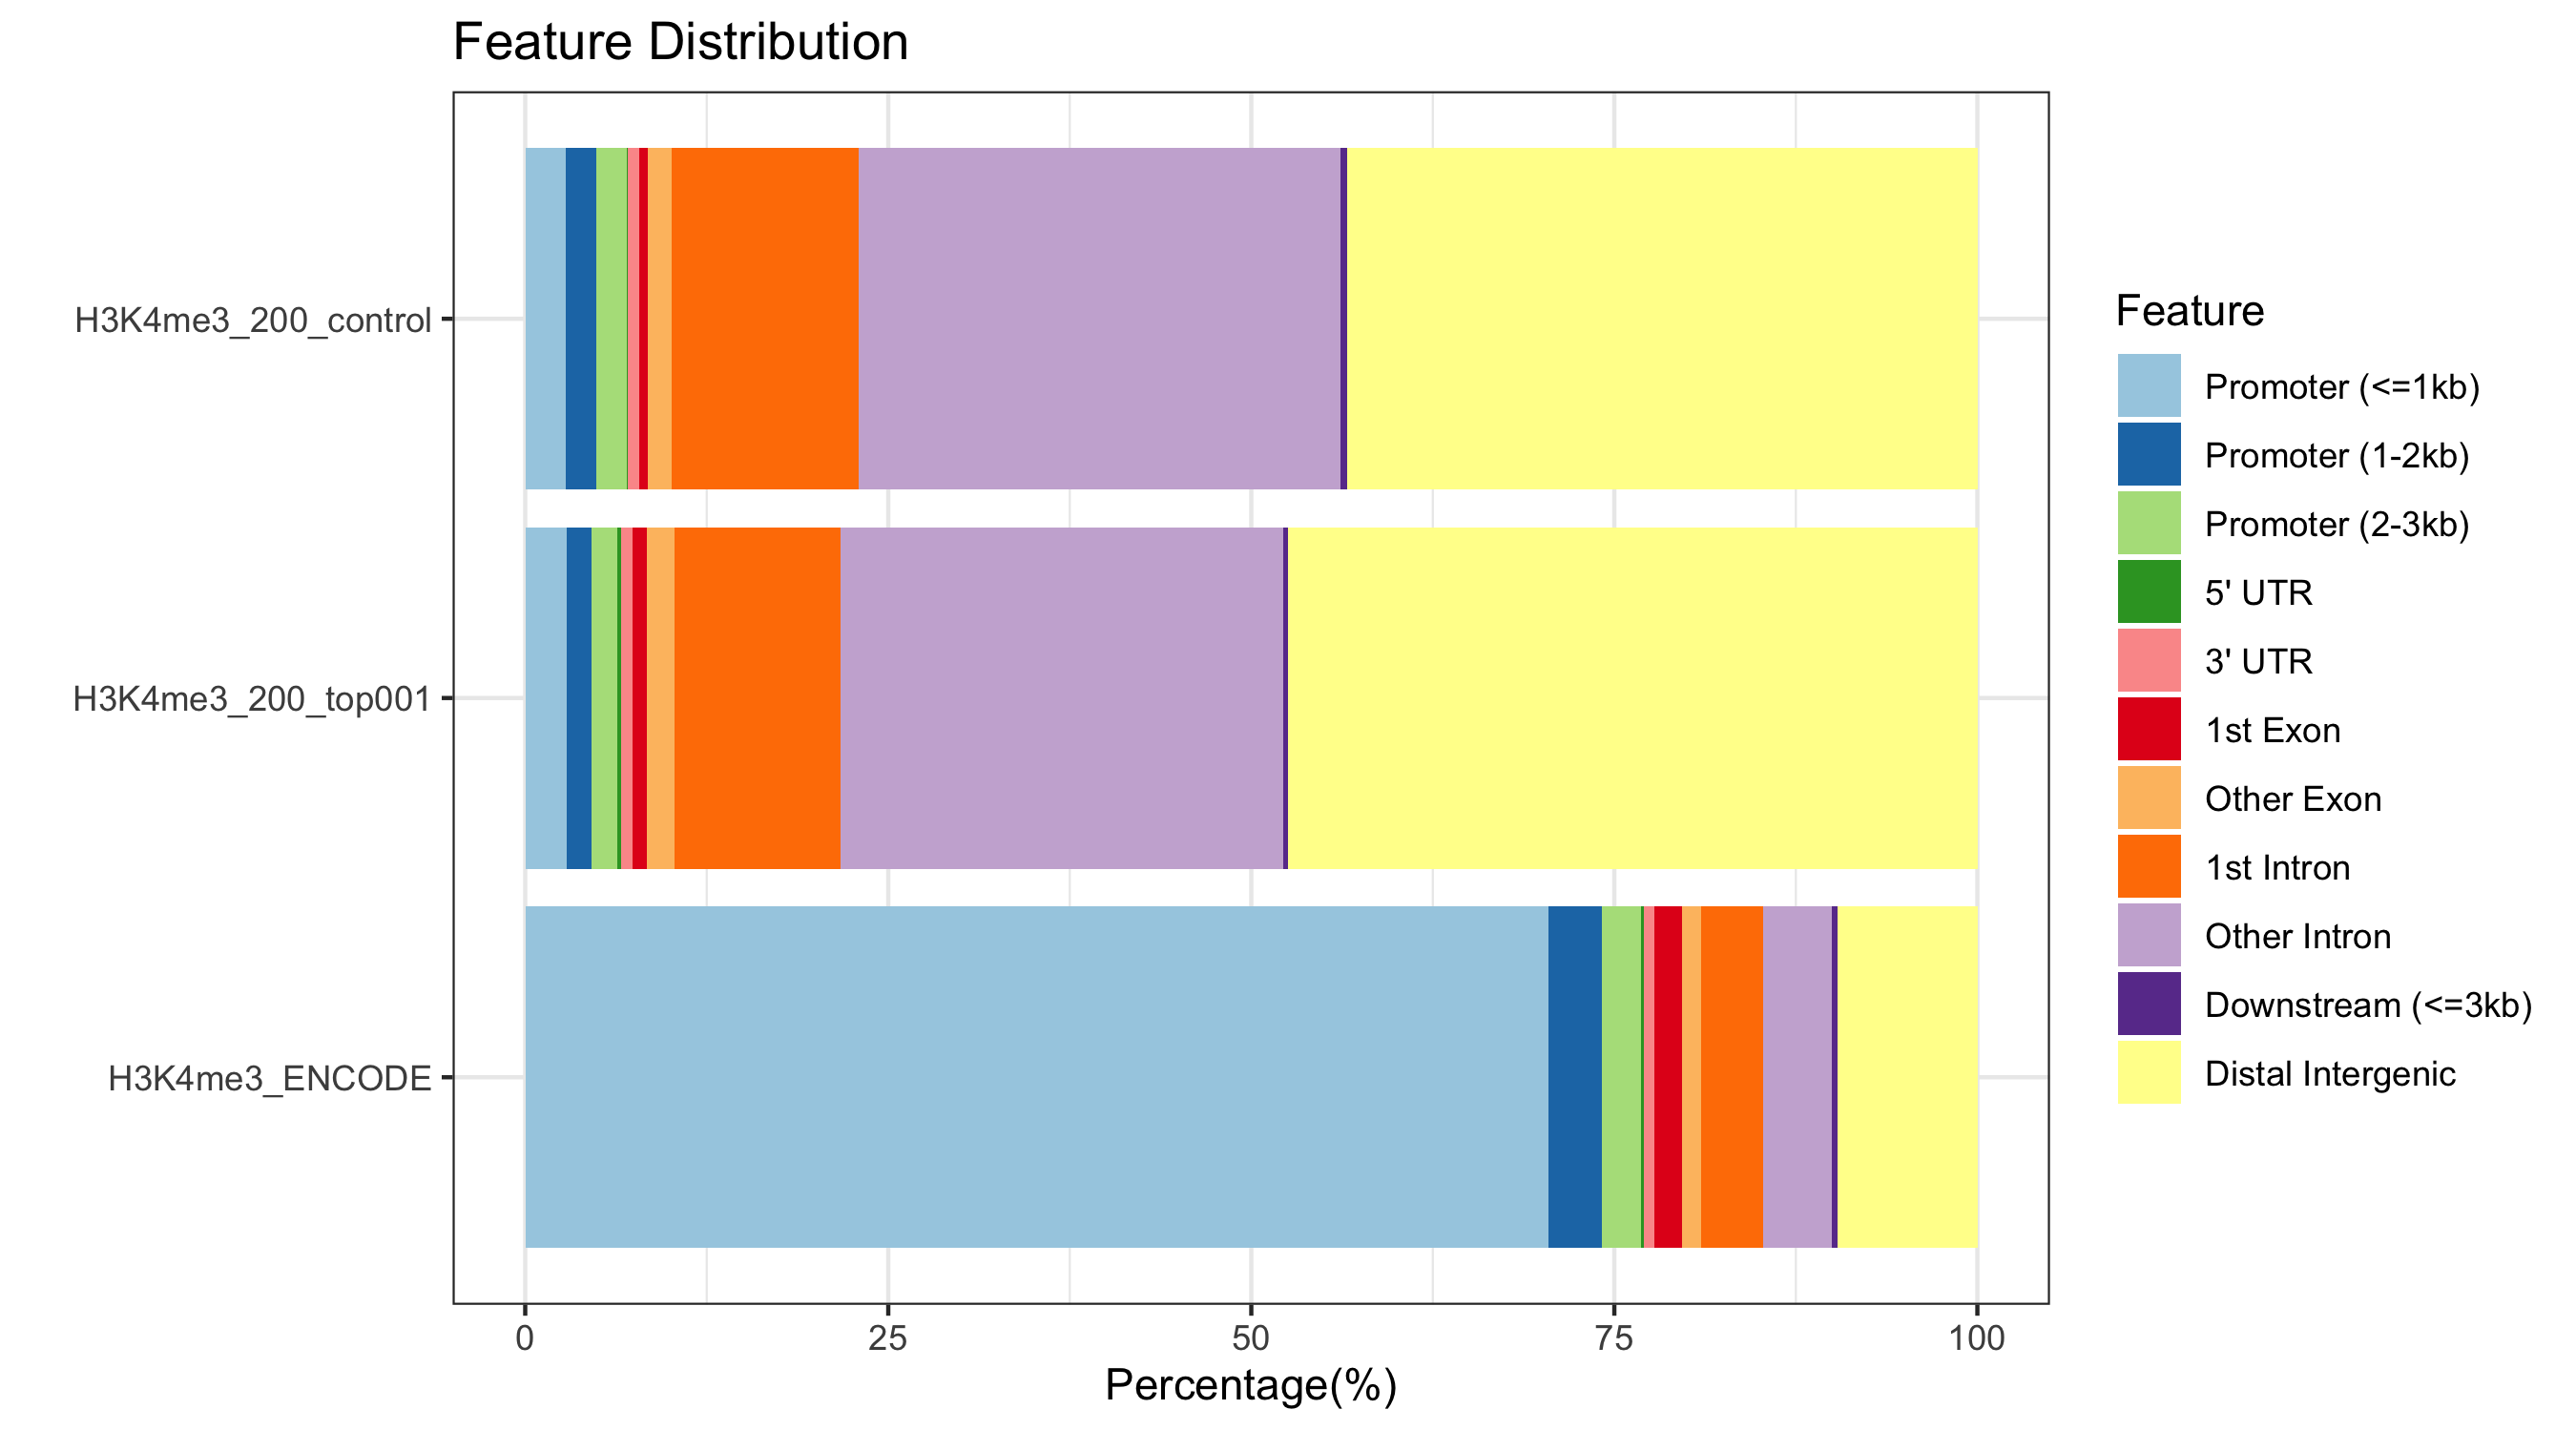 Feature Distribution
H3K4me3_200_control
H3K4me3_200_top001
H3K4me3_ENCODE
0 25 50 75 100
Percentage(%)
Feature
Promoter (<=1kb)
Promoter (1-2kb)
Promoter (2-3kb)
5' UTR
3' UTR
1st Exon
Other Exon
1st Intron
Other Intron
Downstream (<=3kb)
Distal Intergenic